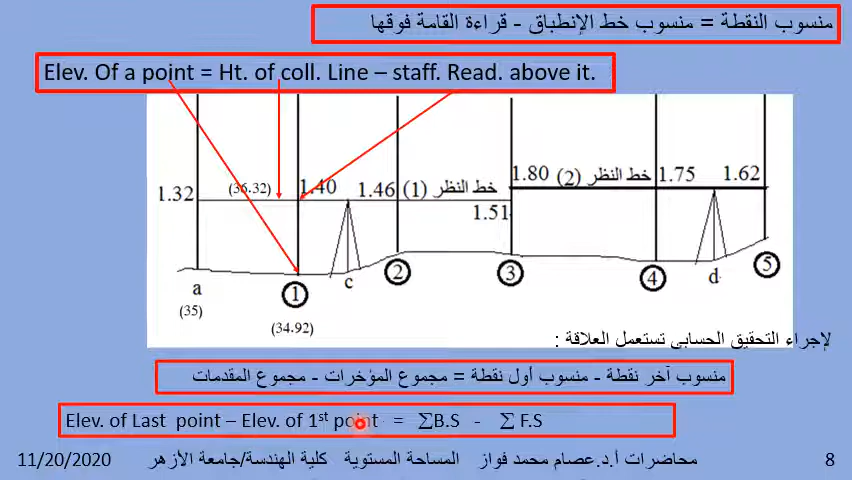 منسوب النقطة = منسوب خط الإنطباق - قراءة القامة فوقها
Elev. Of a point = Ht. of coll. Line – staff. Read. above it.
1.32
(36.32)
1.40
1.46
خط النظر (1)
1.51
1.80
خط النظر (2)
1.75
1.62
a
1
c
2
3
4
d
5
(35)
(34.92)
لإجراء التحقيق الحسابى تستعمل العلاقة :
منسوب آخر نقطة - منسوب أول نقطة = مجموع المؤخرات - مجموع المقدمات
Elev. of Last point – Elev. of 1st point = ∑B.S - ∑ F.S
11/20/2020
محاضرات أ.د.عصام محمد فواز المساحة المستوية كلية الهندسة/جامعة الأزهر
8